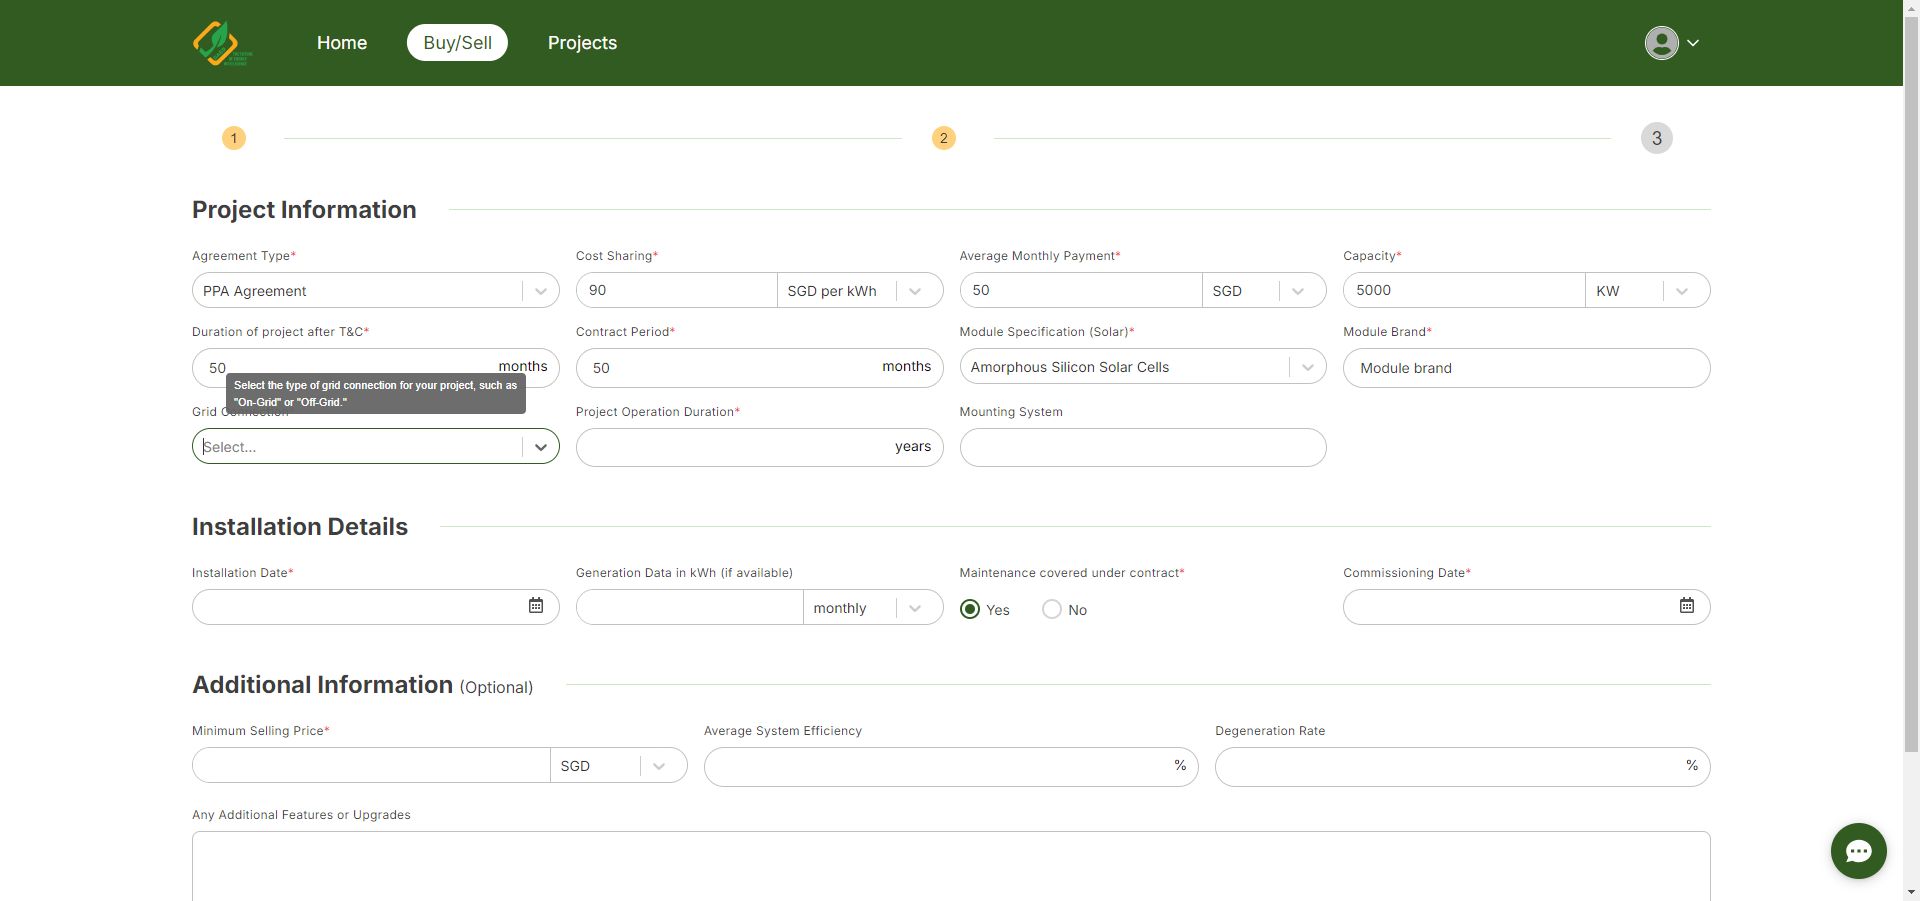 Home
Buy/Sell
Projects
1
2
3
Project Information
Agreement Type*
Cost Sharing*
Average Monthly Payment*
Capacity*
PPA Agreement
90
SGD per kWh
50
SGD
5000
KW
Duration of project after T&C*
Contract Period*
Module Specification (Solar)*
Module Brand*
50
months
50
months
Amorphous Silicon Solar Cells
Module brand
Select the type of grid connection for your project, such as
"On-Grid" or "Off-Grid."
Grid Connection
Project Operation Duration*
Mounting System
Select...
years
Installation Details
Installation Date*
Generation Data in kWh (if available)
Maintenance covered under contract*
Commissioning Date*
monthly
Yes
No
Additional Information (Optional)
Minimum Selling Price*
Average System Efficiency
Degeneration Rate
SGD
%
%
Any Additional Features or Upgrades